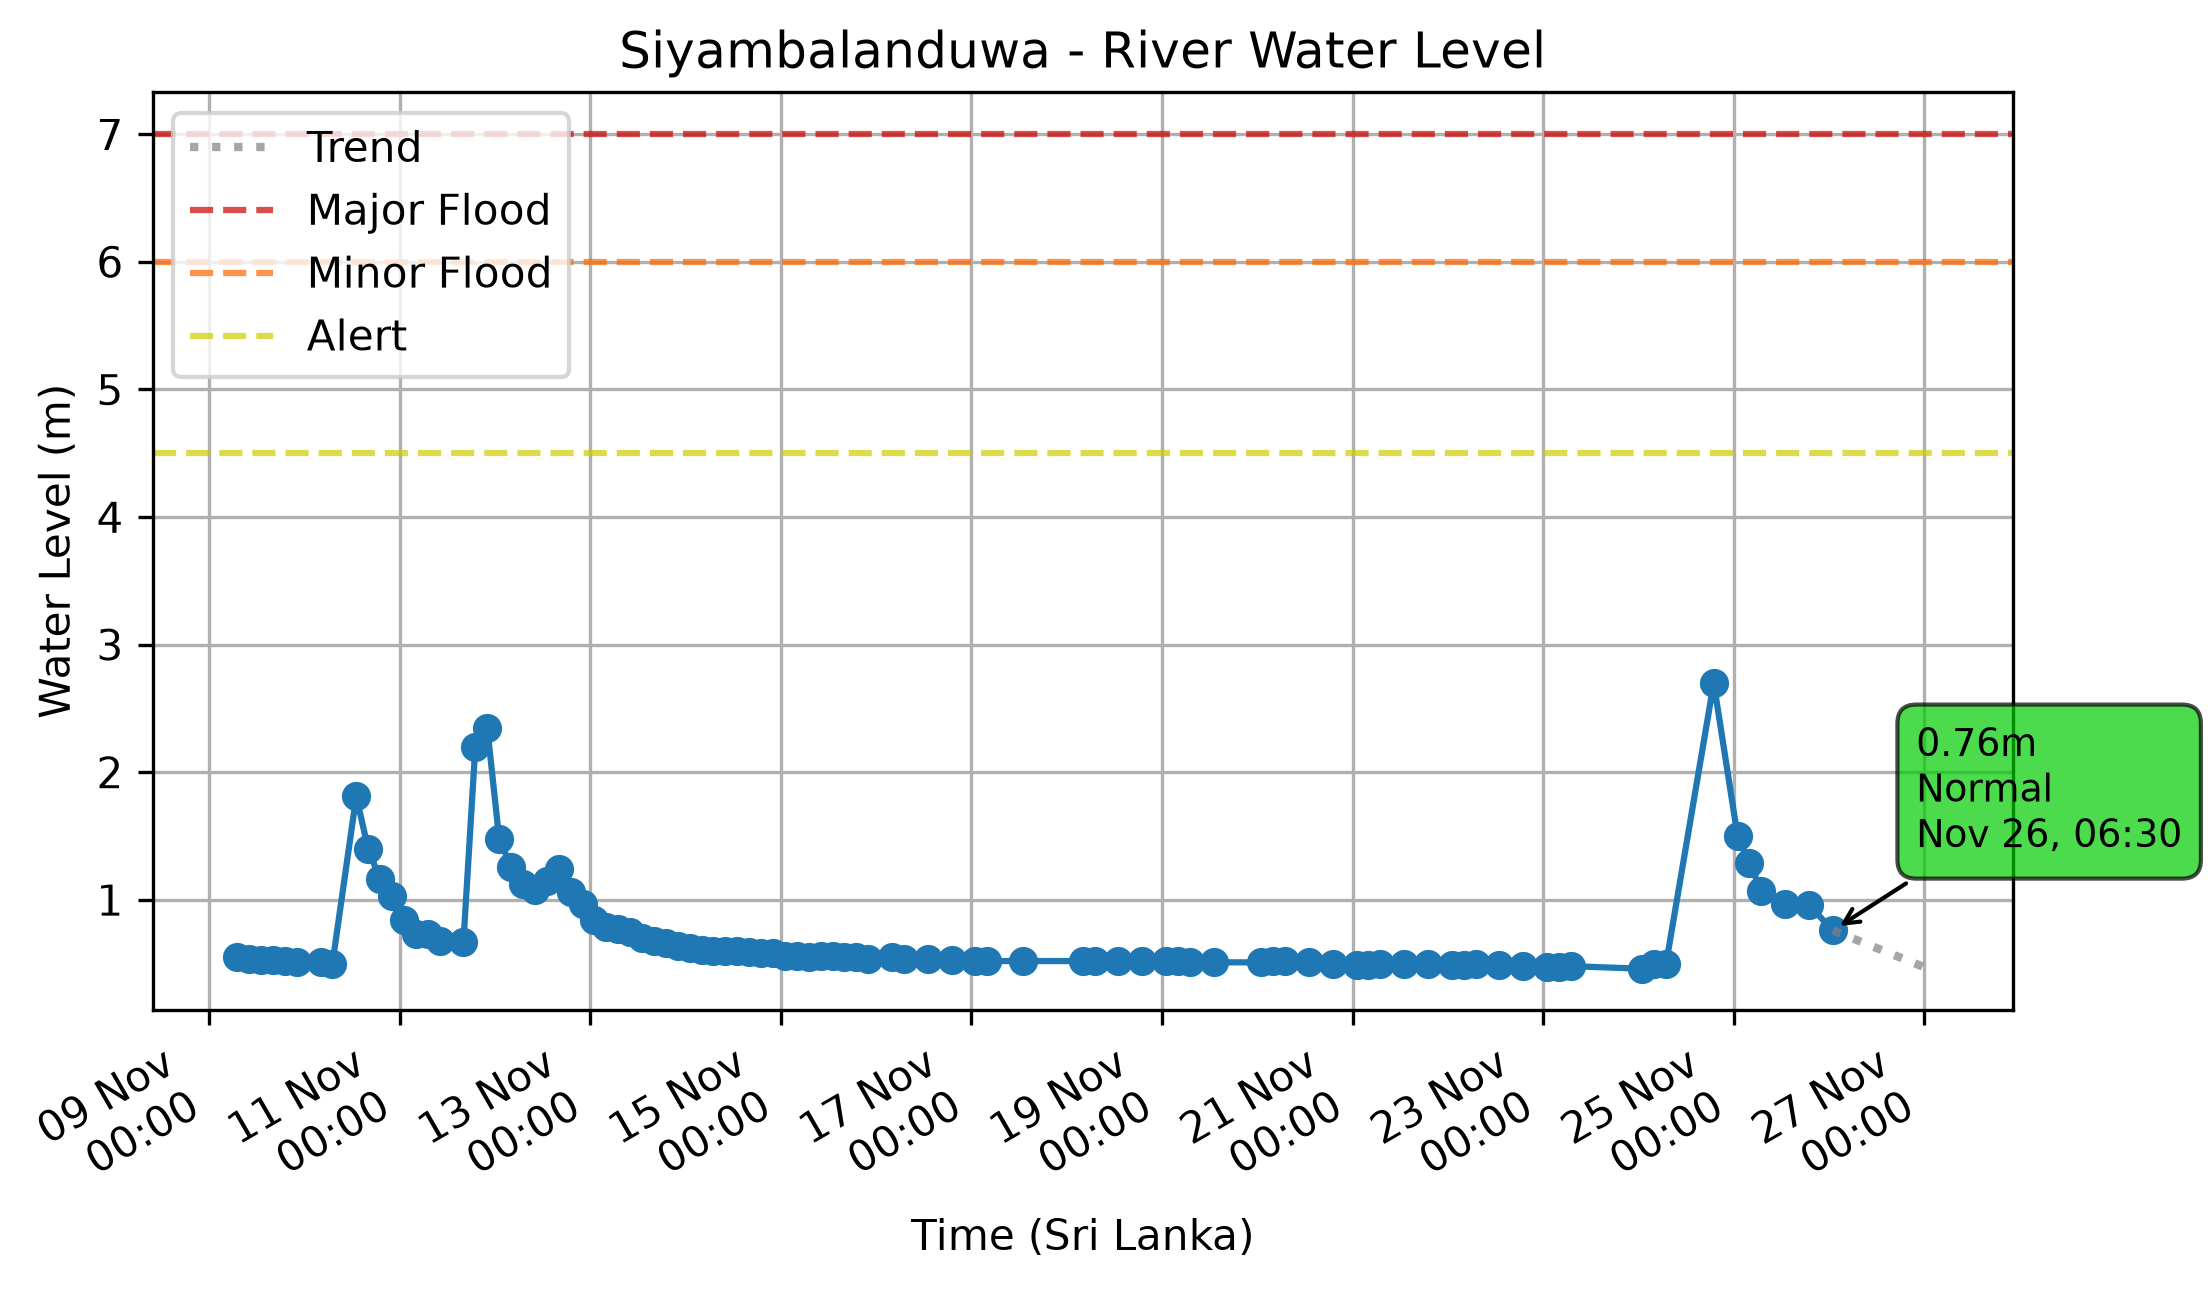 Siyambalanduwa - River Water Level
Trend
Major Flood
Minor Flood
Alert
7
6
5
4
3
2
1
Water Level (m)
0.76m
Normal
Nov 26, 06:30
09 Nov
00:00
11 Nov
00:00
13 Nov
00:00
15 Nov
00:00
17 Nov
00:00
19 Nov
00:00
21 Nov
00:00
23 Nov
00:00
25 Nov
00:00
27 Nov
00:00
Time (Sri Lanka)